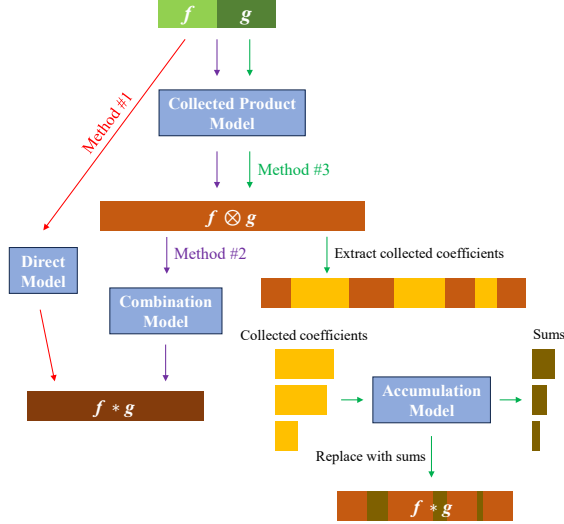 f g
Method #1
Collected Product
Model
Method #3
f ⊗ g
Method #2
Extract collected coefficients
Direct
Model
Combination
Model
Collected coefficients
Sums
Accumulation
Model
f ∗ g
Replace with sums
f ∗ g